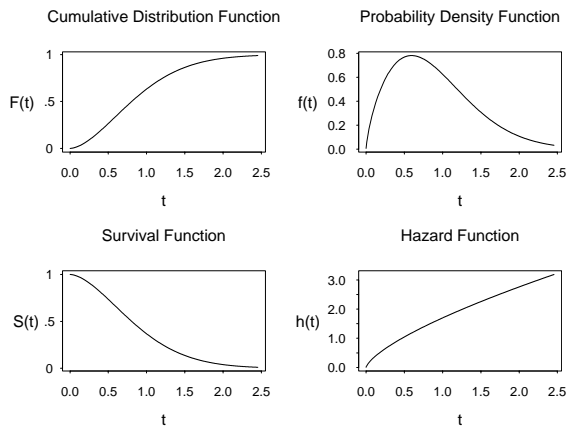 Cumulative Distribution Function
1
F(t) .5
0
0.0 0.5 1.0 1.5 2.0 2.5
t
Probability Density Function
0.8
0.6
f(t)
0.4
0.2
0.0
0.0 0.5 1.0 1.5 2.0 2.5
t
Survival Function
1
S(t) .5
0
0.0 0.5 1.0 1.5 2.0 2.5
t
Hazard Function
3.0
2.0
h(t)
1.0
0.0
0.0 0.5 1.0 1.5 2.0 2.5
t